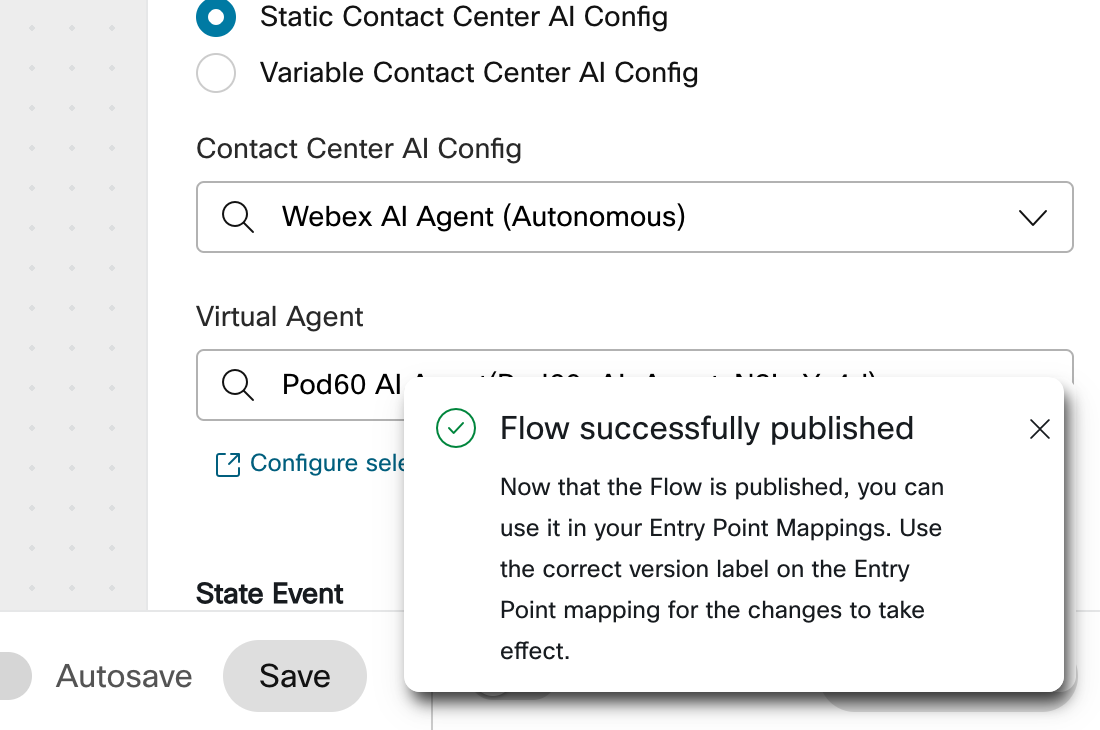 Static Contact Center AI Config
Variable Contact Center AI Config
Contact Center AI Config
Webex AI Agent (Autonomous)
Virtual Agent
Pod60 AI
Configure
Flow successfully published
Now that the Flow is published, you can
use it in your Entry Point Mappings. Use
the correct version label on the Entry
Point mapping for the changes to take
effect.
State Event
Autosave
Save